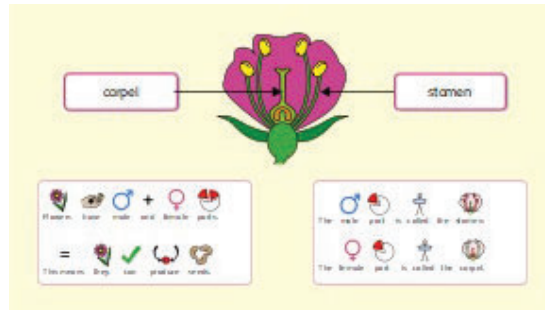 carpel
stamen
Flowers have male and female parts.
This means they can produce seeds.
The male part is called the stamen.
The female part is called the carpel.